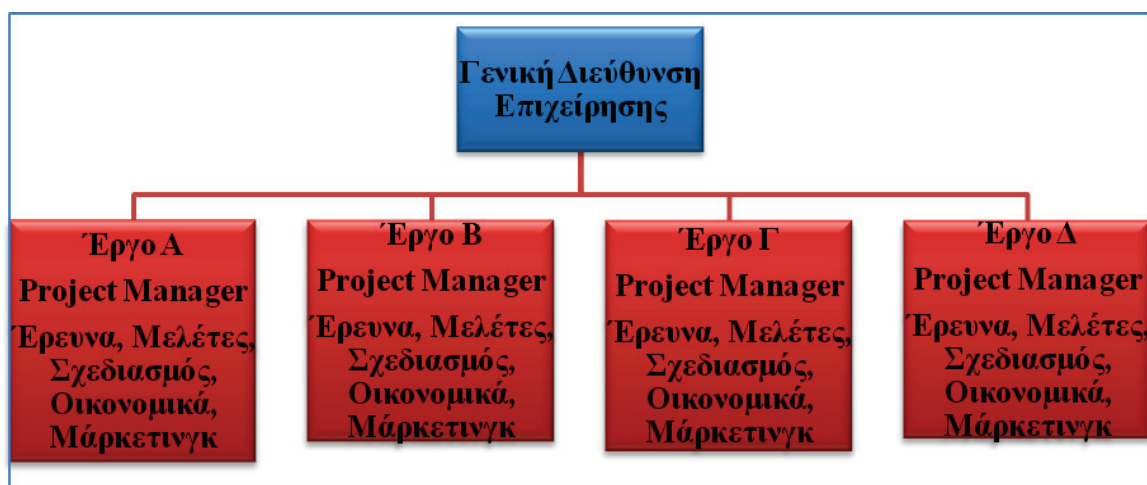 Γενική Διεύθυνση
Επιχείρησης
Έργο Α
Project Manager
Έρευνα, Μελέτες,
Σχεδιασμός,
Οικονομικά,
Μάρκετινγκ
Έργο Β
Project Manager
Έρευνα, Μελέτες,
Σχεδιασμός,
Οικονομικά,
Μάρκετινγκ
Έργο Γ
Project Manager
Έρευνα, Μελέτες,
Σχεδιασμός,
Οικονομικά,
Μάρκετινγκ
Έργο Δ
Project Manager
Έρευνα, Μελέτες,
Σχεδιασμός,
Οικονομικά,
Μάρκετινγκ